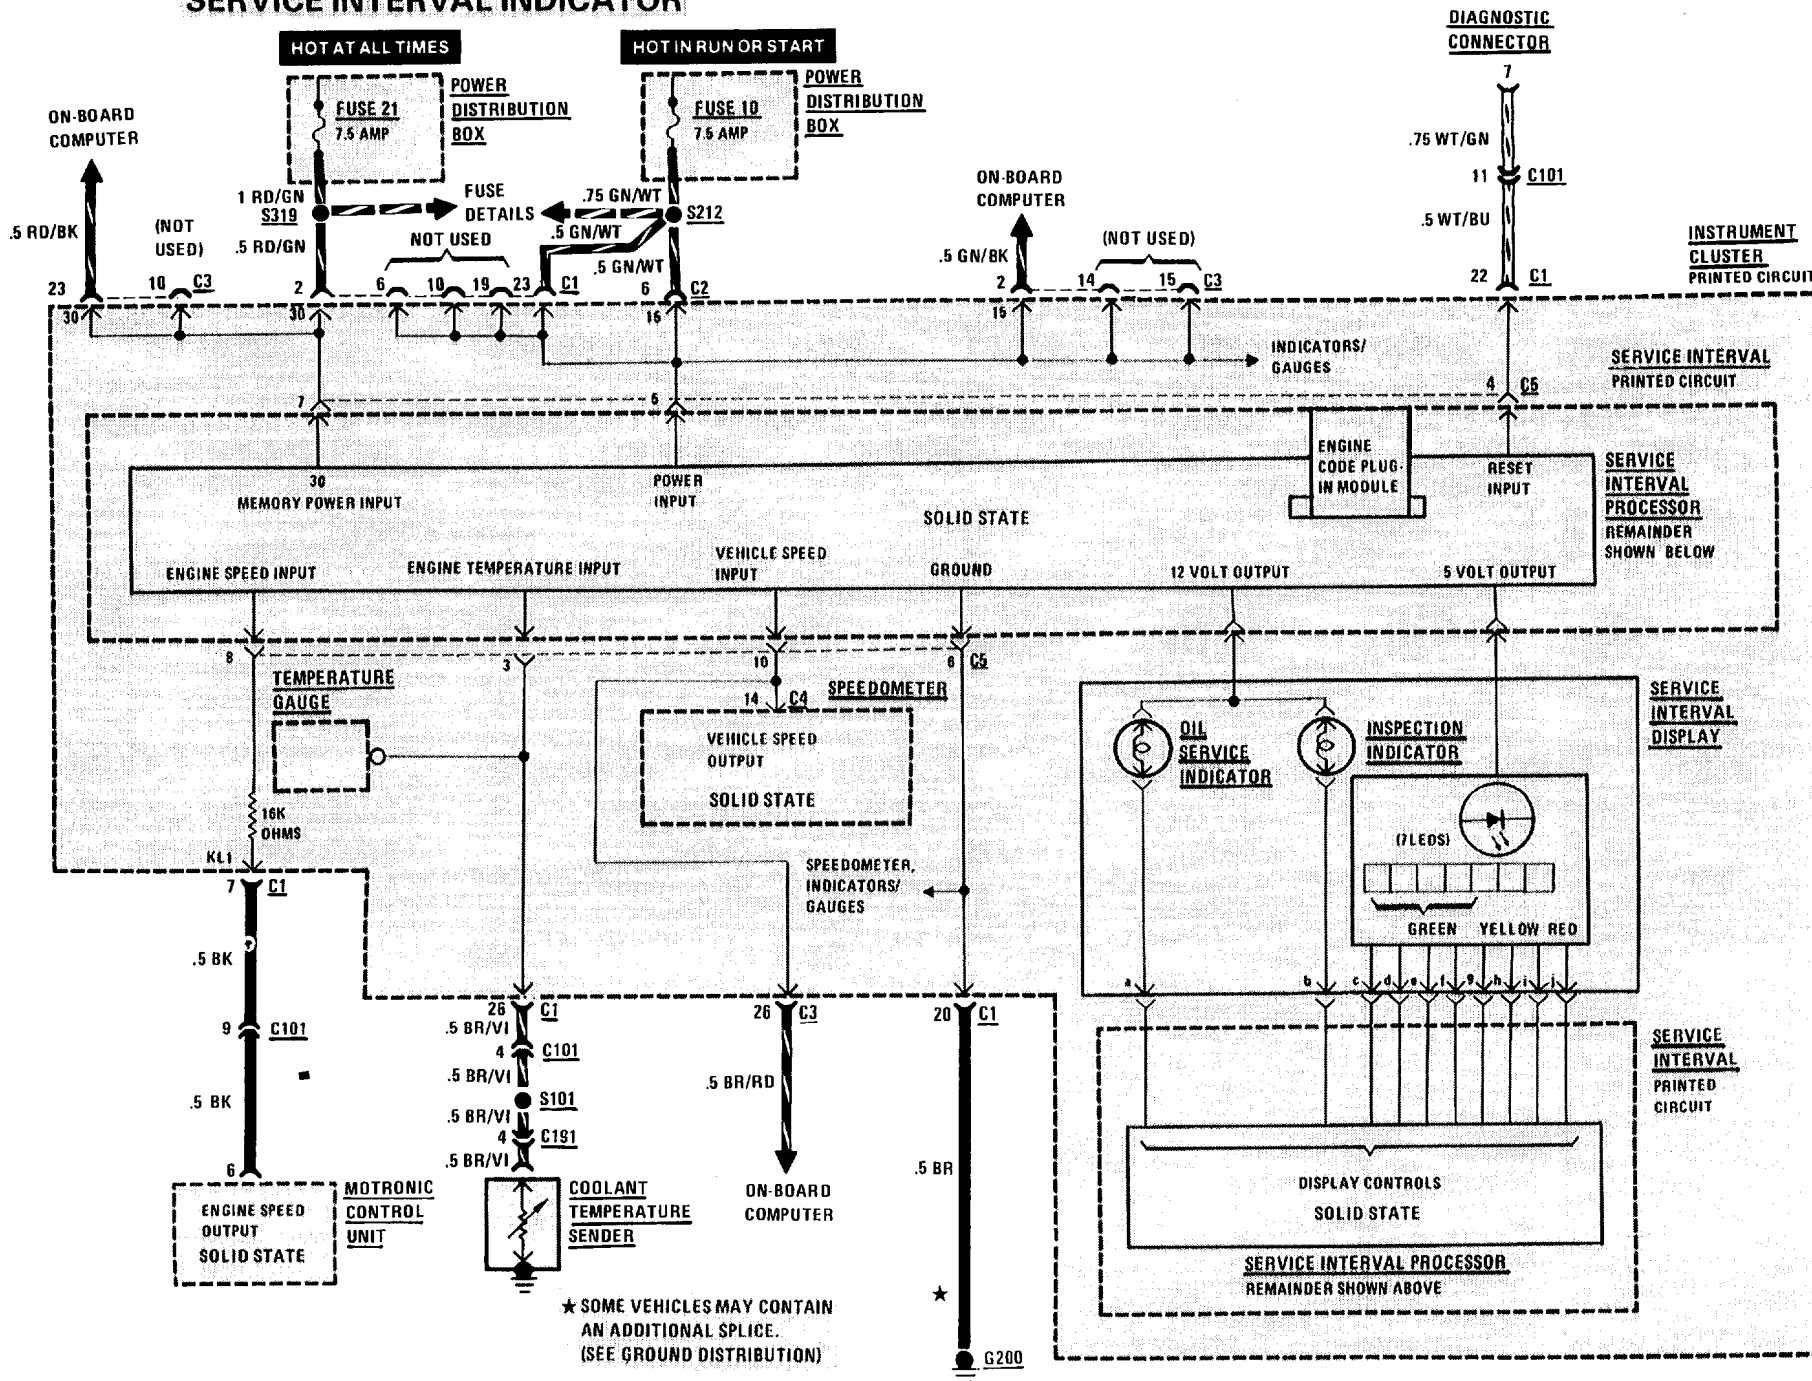 SERVICE INTERVAL INDICATOR
HOT AT ALL TIMES
HOT IN RUN OR START
DIAGNOSTIC
CONNECTOR
7
ON-BOARD
COMPUTER
FUSE 21
7.5 AMP
POWER
DISTRIBUTION
BOX
FUSE 10
7.5 AMP
POWER
DISTRIBUTION
BOX
.75 WT/GN
11 C101
.5 WT/BU
1 RD/GN
S319
.5 RD/GN
FUSE
DETAILS
.75 GN/WT
S212
.5 GN/WT
.5 GN/WT
.5 RD/BK
(NOT
USED)
NOT USED
ON-BOARD
COMPUTER
.5 GN/BK
(NOT USED)
INSTRUMENT
CLUSTER
PRINTED CIRCUIT
23 10 C3 2 6 10 19 23 C1 6 C2 2 14 15 C3 22 C1
30 30 16 15
INDICATORS/
GAUGES
SERVICE INTERVAL
PRINTED CIRCUIT
7 5 4 C5
ENGINE
CODE PLUG-
IN MODULE
30
MEMORY POWER INPUT
POWER
INPUT
RESET
INPUT
SOLID STATE
SERVICE
INTERVAL
PROCESSOR
REMAINDER
SHOWN BELOW
ENGINE SPEED INPUT
ENGINE TEMPERATURE INPUT
VEHICLE SPEED
INPUT
GROUND
12 VOLT OUTPUT
5 VOLT OUTPUT
8 3 10 6 C5
TEMPERATURE
GAUGE
14 C4
SPEEDOMETER
VEHICLE SPEED
OUTPUT
SOLID STATE
OIL
SERVICE
INDICATOR
INSPECTION
INDICATOR
SERVICE
INTERVAL
DISPLAY
16K
OHMS
KL1
7 C1
(7LEDS)
SPEEDOMETER,
INDICATORS/
GAUGES
GREEN YELLOW RED
a b c d e f g h i j
.5 BK
9 C101
.5 BK
6
26 C1
.5 BR/VI
4 C101
.5 BR/VI
S101
.5 BR/VI
4 C191
.5 BR/VI
26 C3
.5 BR/RD
20 C1
.5 BR
SERVICE
INTERVAL
PRINTED
CIRCUIT
ENGINE SPEED
OUTPUT
SOLID STATE
MOTRONIC
CONTROL
UNIT
COOLANT
TEMPERATURE
SENDER
ON-BOARD
COMPUTER
DISPLAY CONTROLS
SOLID STATE
SERVICE INTERVAL PROCESSOR
REMAINDER SHOWN ABOVE
★
★ SOME VEHICLES MAY CONTAIN
AN ADDITIONAL SPLICE.
(SEE GROUND DISTRIBUTION)
G200